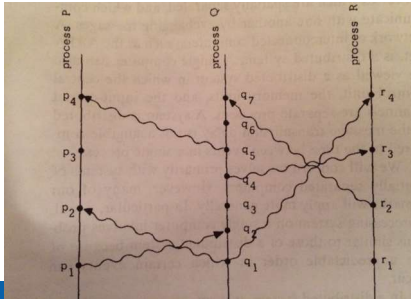 process P
process Q
process R
p4
q7
r4
q6
p3
q5
r3
q4
p2
q3
r2
q2
p1
q1
r1